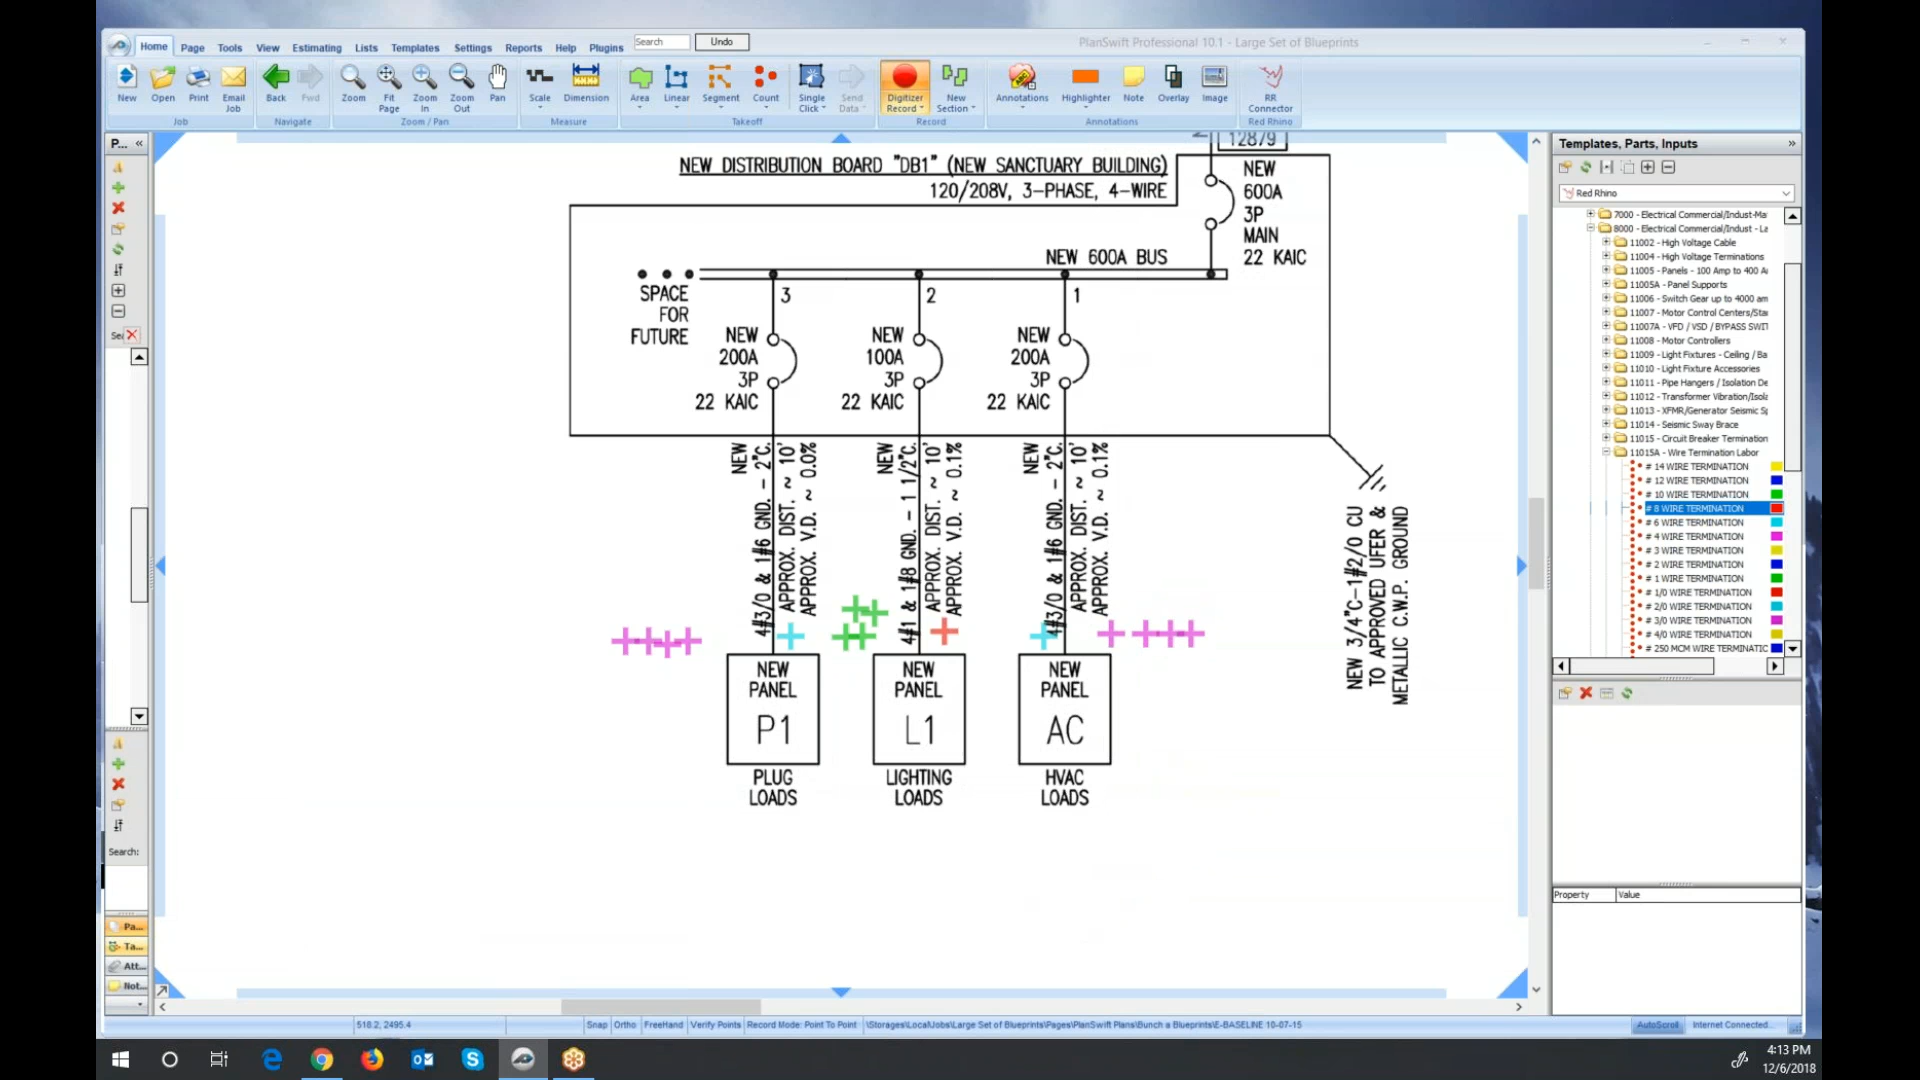 PlanSwift Professional 10.1 - Large Set of Blueprints
Home Page Tools View Estimating Lists Templates Settings Reports Help Plugins Search Undo
New Open Print Email Job Back Fwd Zoom Fit Page Zoom In Zoom Out Pan Scale Dimension Area Linear Segment Count Single Click Send Data Digitizer Record New Section Annotations Highlighter Note Overlay Image RR Connector
Job Navigate Zoom / Pan Measure Takeoff Record Annotations Red Rhino
P...
Search:
Pa...
Ta...
Att...
Not...
12879
NEW DISTRIBUTION BOARD "DB1" (NEW SANCTUARY BUILDING)
120/208V, 3-PHASE, 4-WIRE
NEW
600A
3P
MAIN
22 KAIC
NEW 600A BUS
SPACE
FOR
FUTURE
3
NEW
200A
3P
22 KAIC
2
NEW
100A
3P
22 KAIC
1
NEW
200A
3P
22 KAIC
NEW
4#3/0 & 1#6 GND. - 2"C.
APPROX. DIST. ~ 10'
APPROX. V.D. ~ 0.0%
NEW
4#1 & 1#8 GND. - 1 1/2"C.
APPROX. DIST. ~ 10'
APPROX. V.D. ~ 0.1%
NEW
4#3/0 & 1#6 GND. - 2"C.
APPROX. DIST. ~ 10'
APPROX. V.D. ~ 0.1%
NEW 3/4"C-1#2/0 CU
TO APPROVED UFER &
METALLIC C.W.P. GROUND
NEW
PANEL
P1
PLUG
LOADS
NEW
PANEL
L1
LIGHTING
LOADS
NEW
PANEL
AC
HVAC
LOADS
Templates, Parts, Inputs
Red Rhino
7000 - Electrical Commercial/Indust-Ma
8000 - Electrical Commercial/Indust - La
11002 - High Voltage Cable
11004 - High Voltage Terminations
11005 - Panels - 100 Amp to 400 A
11005A - Panel Supports
11006 - Switch Gear up to 4000 am
11007 - Motor Control Centers/Sta
11007A - VFD / VSD / BYPASS SWIT
11008 - Motor Controllers
11009 - Light Fixtures - Ceiling / Ba
11010 - Light Fixture Accessories
11011 - Pipe Hangers / Isolation De
11012 - Transformer Vibration/Isola
11013 - XFMR/Generator Seismic Sp
11014 - Seismic Sway Brace
11015 - Circuit Breaker Termination
11015A - Wire Termination Labor
# 14 WIRE TERMINATION
# 12 WIRE TERMINATION
# 10 WIRE TERMINATION
# 8 WIRE TERMINATION
# 6 WIRE TERMINATION
# 4 WIRE TERMINATION
# 3 WIRE TERMINATION
# 2 WIRE TERMINATION
# 1 WIRE TERMINATION
# 1/0 WIRE TERMINATION
# 2/0 WIRE TERMINATION
# 3/0 WIRE TERMINATION
# 4/0 WIRE TERMINATION
# 250 MCM WIRE TERMINATIC
Property Value
518.2, 2495.4 Snap Ortho FreeHand Verify Points Record Mode: Point To Point \Storages\Local\Jobs\Large Set of Blueprints\Pages\PlanSwift Plans\Bunch a Blueprints\E-BASELINE 10-07-15 AutoScroll Internet Connected...
4:13 PM
12/6/2018